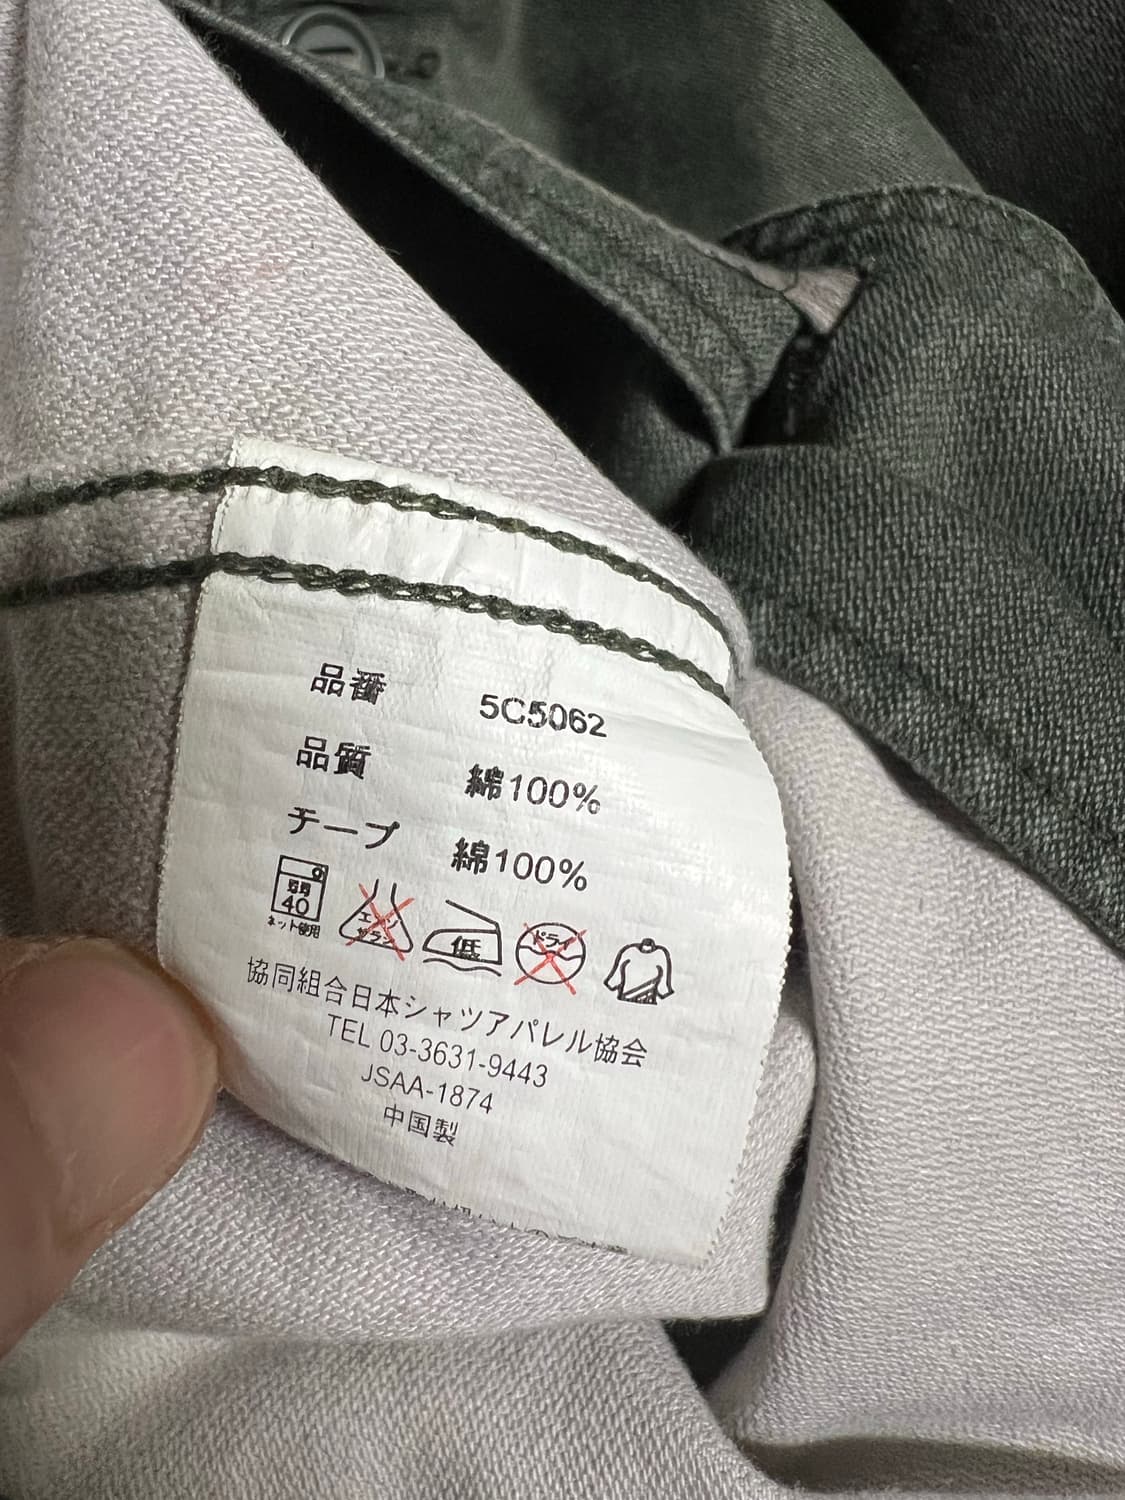 品番 5C5062
品質 綿100%
テープ 綿100%
弱
40
ネット使用
エンソ
サラシ
低
ドライ
協同組合日本シャツアパレル協会
TEL 03-3631-9443
JSAA-1874
中国製